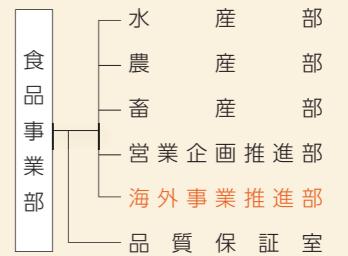 食品事業部
水産部
農産部
畜産部
営業企画推進部
海外事業推進部
品質保証室